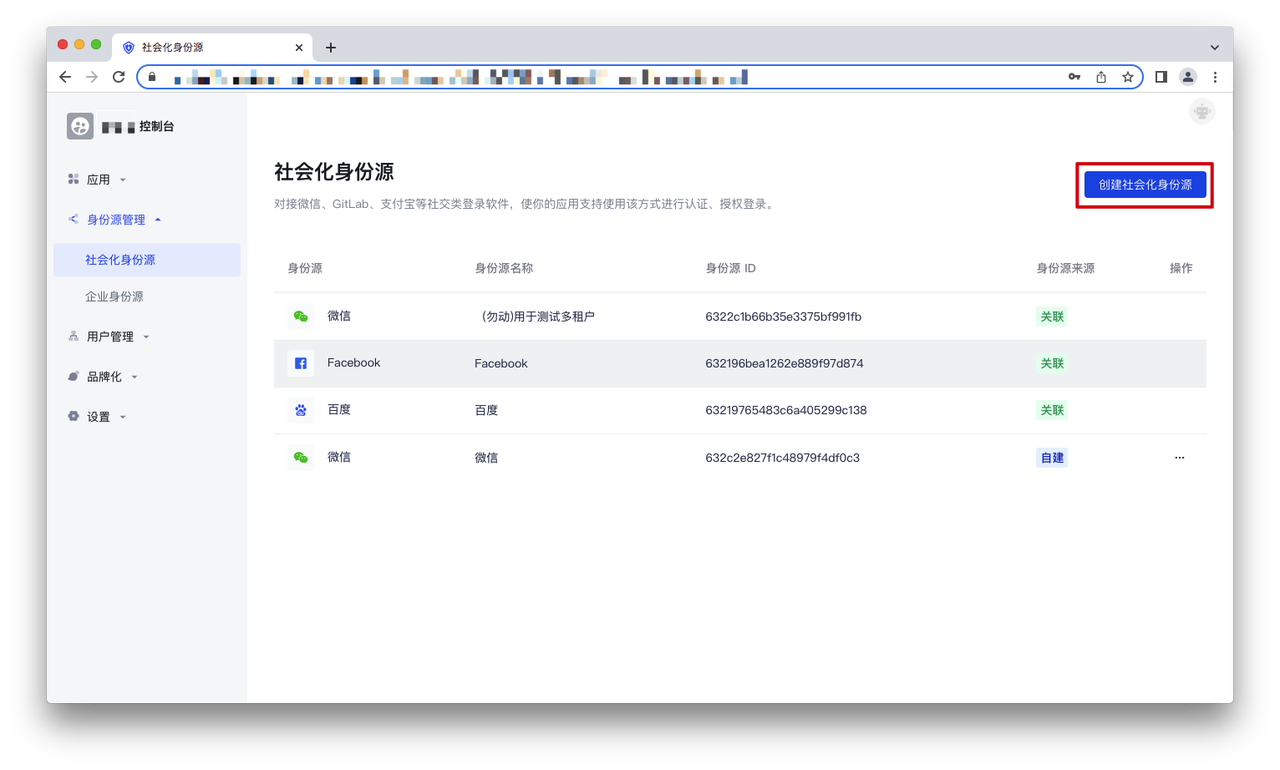 社会化身份源
控制台
应用
身份源管理
社会化身份源
企业身份源
用户管理
品牌化
设置
社会化身份源
创建社会化身份源
对接微信、GitLab、支付宝等社交类登录软件，使你的应用支持使用该方式进行认证、授权登录。
身份源 身份源名称 身份源 ID 身份源来源 操作
微信 （勿动)用于测试多租户 6322c1b66b35e3375bf991fb 关联
Facebook Facebook 632196bea1262e889f97d874 关联
百度 百度 63219765483c6a405299c138 关联
微信 微信 632c2e827f1c48979f4df0c3 自建 ···